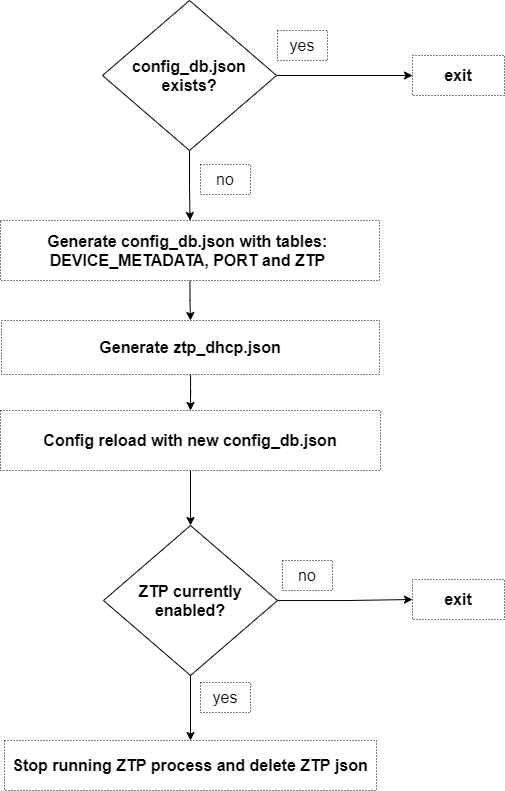 yes
config_db.json
exists?
exit
no
Generate config_db.json with tables:
DEVICE_METADATA, PORT and ZTP
Generate ztp_dhcp.json
Config reload with new config_db.json
no
ZTP currently
enabled?
exit
yes
Stop running ZTP process and delete ZTP json